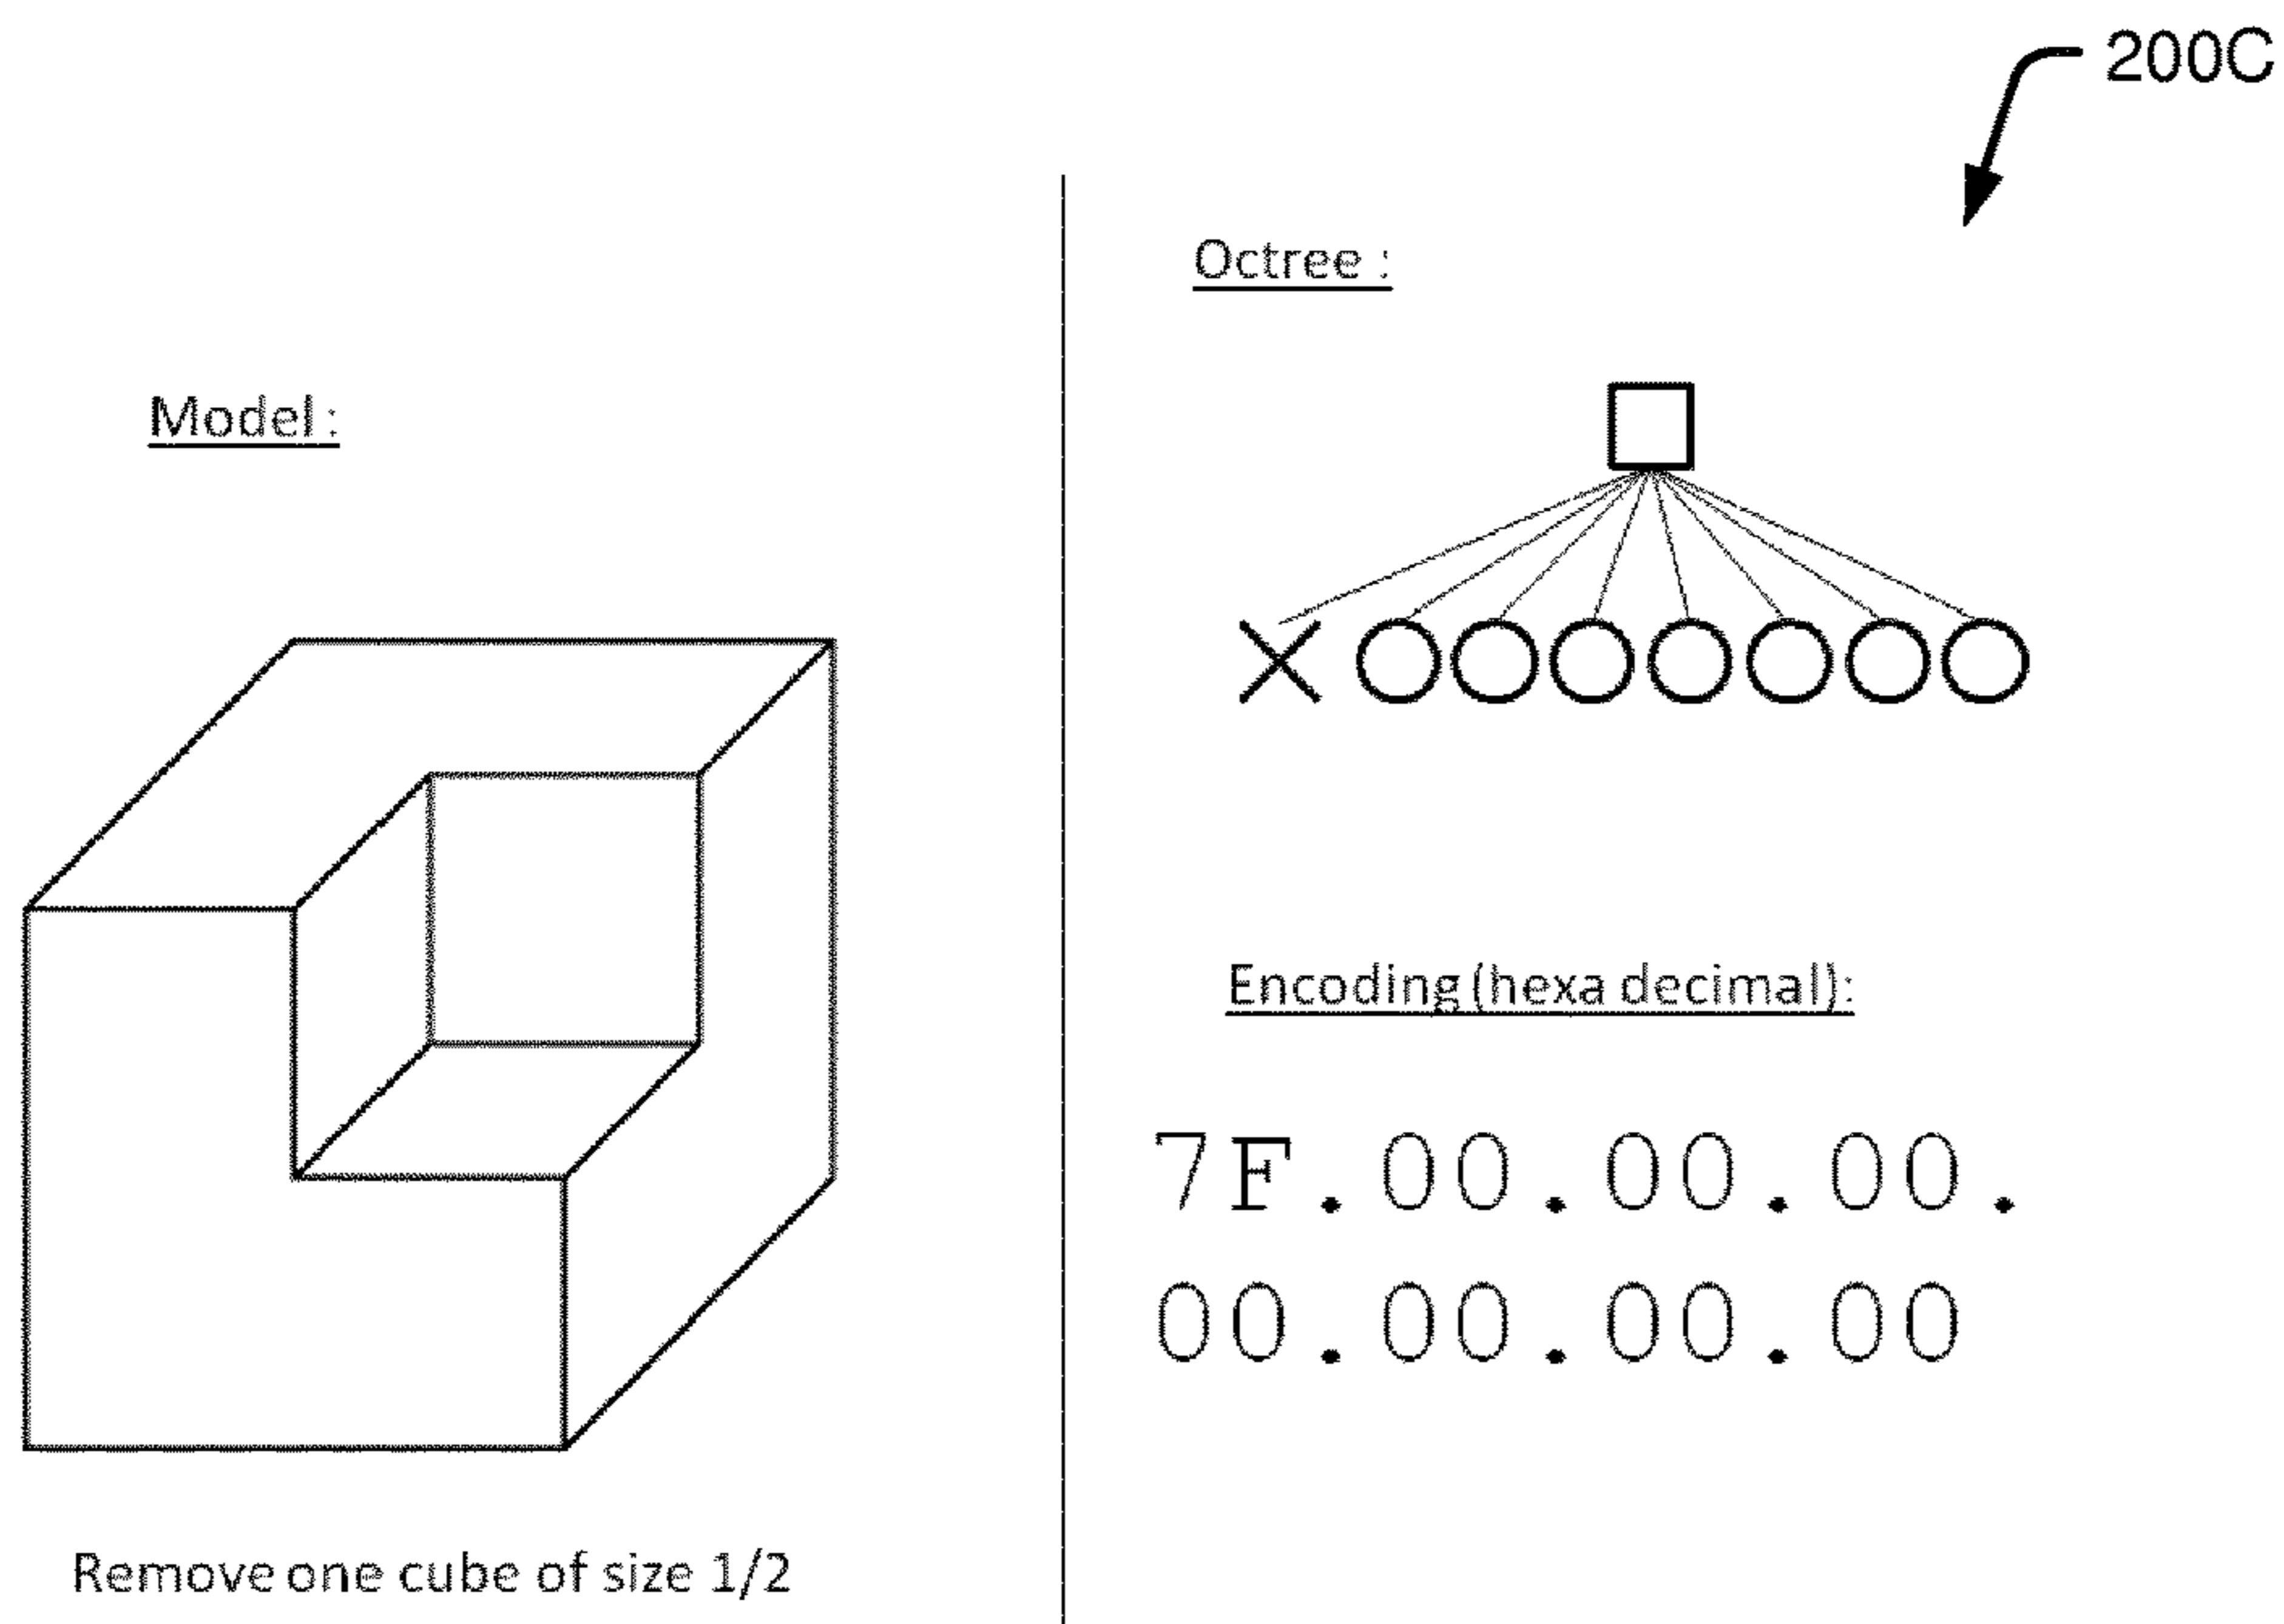 200C
Model :
Remove one cube of size 1/2
Octree :
Encoding (hexa decimal):
7F.00.00.00.
00.00.00.00